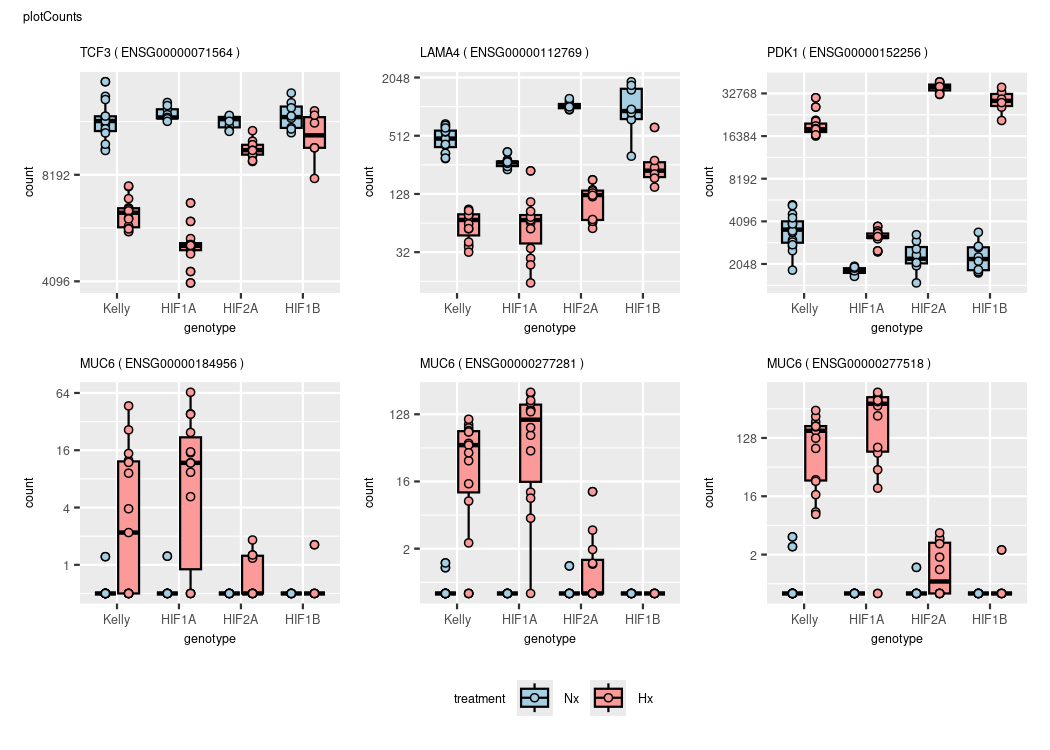 plotCounts
TCF3 ( ENSG00000071564 )
LAMA4 ( ENSG00000112769 )
PDK1 ( ENSG00000152256 )
count
8192
4096
Kelly HIF1A HIF2A HIF1B
genotype
count
2048
512
128
32
Kelly HIF1A HIF2A HIF1B
genotype
count
32768
16384
8192
4096
2048
Kelly HIF1A HIF2A HIF1B
genotype
MUC6 ( ENSG00000184956 )
MUC6 ( ENSG00000277281 )
MUC6 ( ENSG00000277518 )
count
64
16
4
1
Kelly HIF1A HIF2A HIF1B
genotype
count
128
16
2
Kelly HIF1A HIF2A HIF1B
genotype
count
128
16
2
Kelly HIF1A HIF2A HIF1B
genotype
treatment Nx Hx